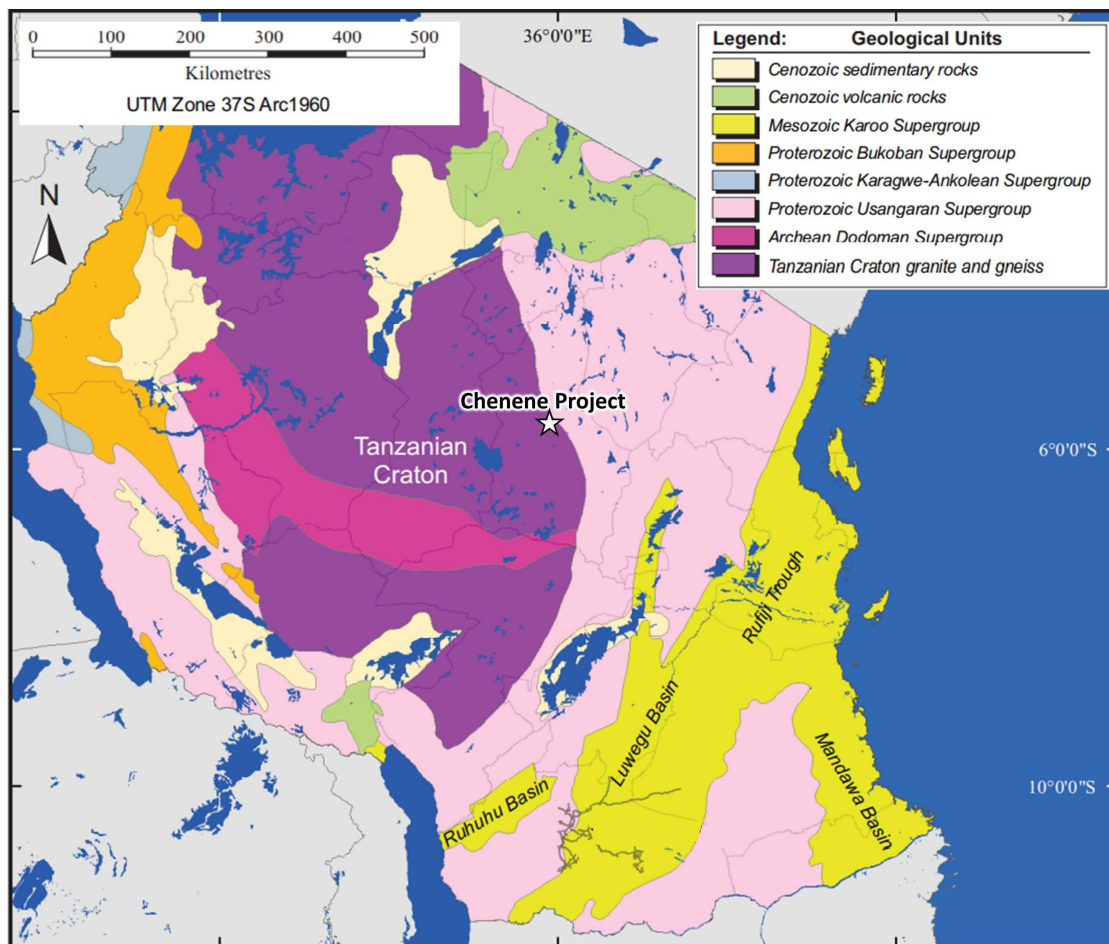 0 100 200 300 400 500
Kilometres
UTM Zone 37S Arc1960
36°0'0"E
Legend: Geological Units
Cenozoic sedimentary rocks
Cenozoic volcanic rocks
Mesozoic Karoo Supergroup
Proterozoic Bukoban Supergroup
Proterozoic Karagwe-Ankolean Supergroup
Proterozoic Usangaran Supergroup
Archean Dodoman Supergroup
Tanzanian Craton granite and gneiss
N
Chenene Project
Tanzanian
Craton
6°0'0"S
Rufiji Trough
Luwegu Basin
Mandawa Basin
10°0'0"S
Ruhuhu Basin